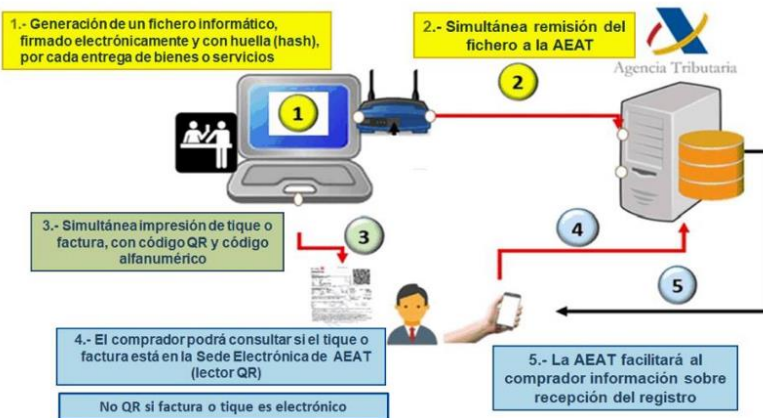 1.- Generación de un fichero informático,
firmado electrónicamente y con huella (hash),
por cada entrega de bienes o servicios
2.- Simultánea remisión del
fichero a la AEAT
Agencia Tributaria
1
2
3.- Simultánea impresión de tique o
factura, con código QR y código
alfanumérico
3
4
5
4.- El comprador podrá consultar si el tique o
factura está en la Sede Electrónica de AEAT
(lector QR)
5.- La AEAT facilitará al
comprador información sobre
recepción del registro
No QR si factura o tique es electrónico